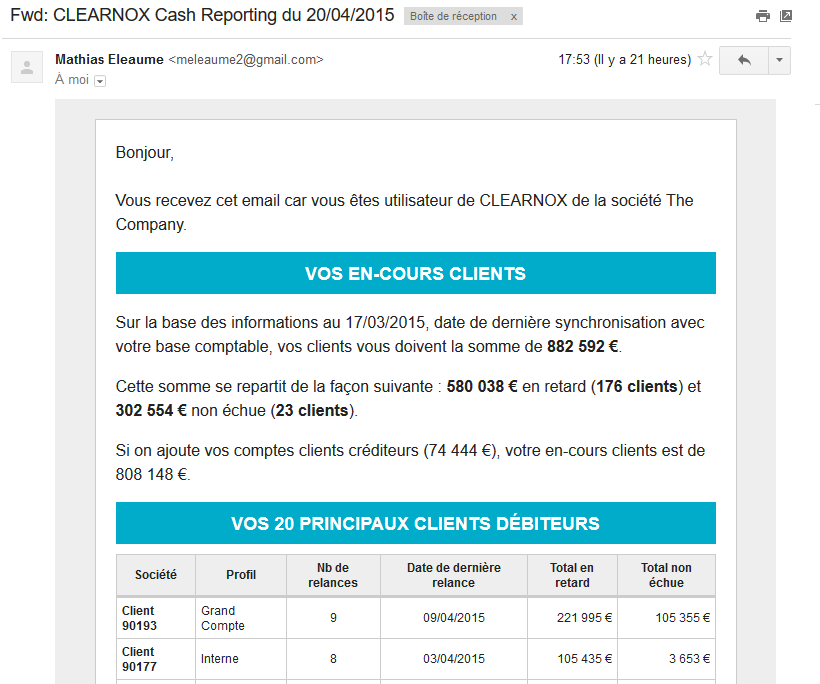 Fwd: CLEARNOX Cash Reporting du 20/04/2015 Boîte de réception x
Mathias Eleaume <meleaume2@gmail.com> 17:53 (Il y a 21 heures)
À moi
Bonjour,
Vous recevez cet email car vous êtes utilisateur de CLEARNOX de la société The
Company.
VOS EN-COURS CLIENTS
Sur la base des informations au 17/03/2015, date de dernière synchronisation avec
votre base comptable, vos clients vous doivent la somme de 882 592 €.
Cette somme se repartit de la façon suivante : 580 038 € en retard (176 clients) et
302 554 € non échue (23 clients).
Si on ajoute vos comptes clients créditeurs (74 444 €), votre en-cours clients est de
808 148 €.
VOS 20 PRINCIPAUX CLIENTS DÉBITEURS
Société Profil Nb de relances Date de dernière relance Total en retard Total non échue
Client 90193 Grand Compte 9 09/04/2015 221 995 € 105 355 €
Client 90177 Interne 8 03/04/2015 105 435 € 3 653 €